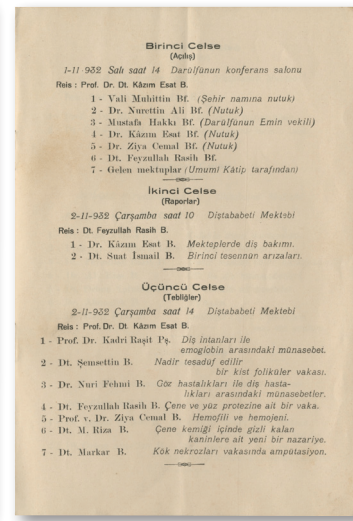 Birinci Celse
(Açılış)
1-11-932 Salı saat 14 Darülfünun konferans salonu
Reis : Prof. Dr. Dt. Kâzım Esat B.
1 - Vali Muhittin Bf. (Şehir namına nutuk)
2 - Dr. Nurettin Ali Bf. (Nutuk)
3 - Mustafa Hakkı Bf. (Darülfünun Emin vekili)
4 - Dr. Kâzım Esat Bf. (Nutuk)
5 - Dr. Ziya Cemal Bf. (Nutuk)
6 - Dt. Feyzullah Rasih Bf.
7 - Gelen mektoplar (Umumî Kâtip tarafından)
İkinci Celse
(Raporlar)
2-11-932 Çarşamba saat 10 Diştababeti Mektebi
Reis : Dt. Feyzullah Rasih B.
1 - Dr. Kâzım Esat B. Mekteplerde diş bakımı.
2 - Dt. Suat İsmail B. Birinci tesennün arızaları.
Üçüncü Celse
(Tebliğler)
2-11-932 Çarşamba saat 14 Diştababeti Mektebi
Reis : Prof. Dr. Dt. Kâzım Esat B.
1 - Prof. Dr. Kadri Raşit Pş. Diş intanları ile
emoglobin arasındaki münasebet.
2 - Dt. Şemsettin B. Nadir tesadüf edilir
bir kist foliküler vakası.
3 - Dr. Nuri Fehmi B. Göz hastalıkları ile diş hasta-
lıkları arasındaki münasebetler.
4 - Dt. Feyzullah Rasih B. Çene ve yüz protezine ait bir vaka.
5 - Prof. v. Dr. Ziya Cemal B. Hemofili ve hemojeni.
6 - Dt. M. Riza B. Çene kemiği içinde gizli kalan
kaninlere ait yeni bir nazariye.
7 - Dt. Markar B. Kök nekrozları vakasında ampütasiyon.